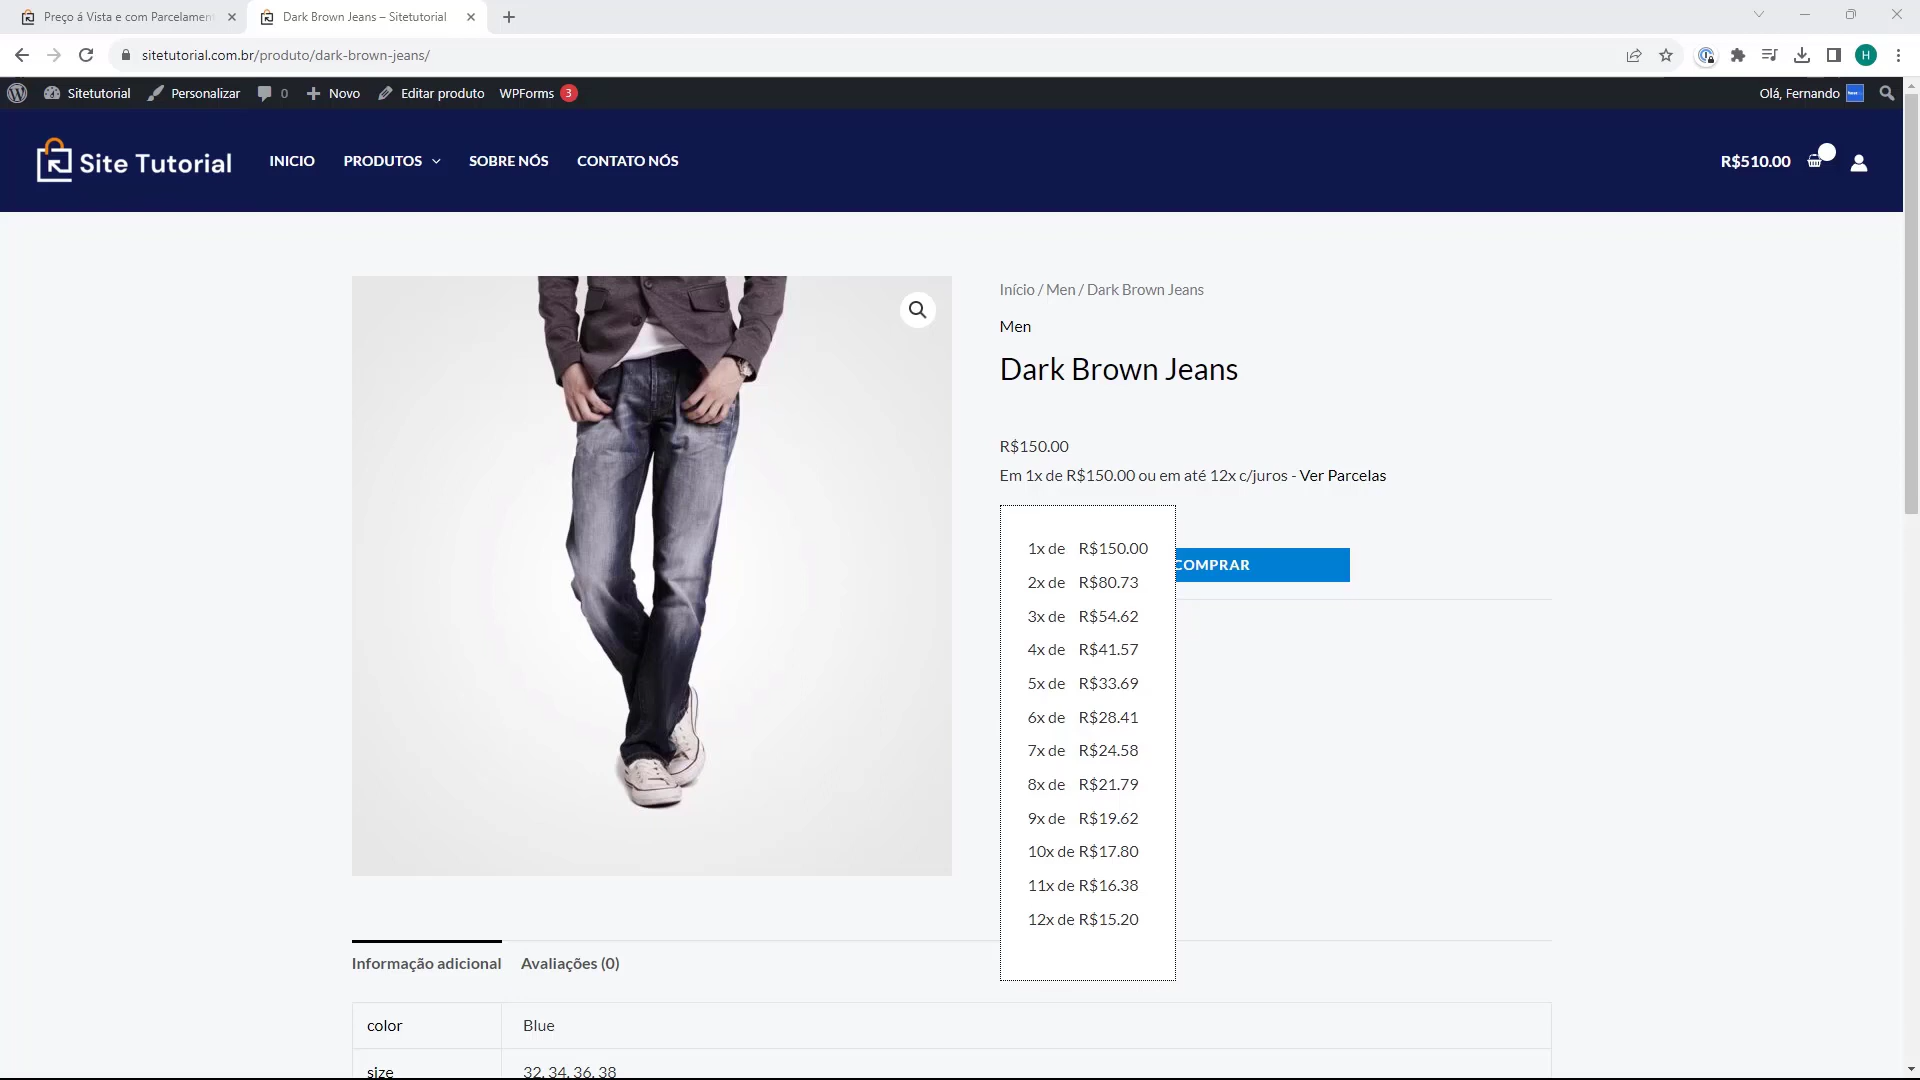 Preço á Vista e com Parcelamen
Dark Brown Jeans – Sitetutorial
sitetutorial.com.br/produto/dark-brown-jeans/
H
Sitetutorial
Personalizar
0
Novo
Editar produto
WPForms 3
Olá, Fernando
Site Tutorial
INICIO
PRODUTOS
SOBRE NÓS
CONTATO NÓS
R$510.00
Início / Men / Dark Brown Jeans
Men
Dark Brown Jeans
R$150.00
Em 1x de R$150.00 ou em até 12x c/juros - Ver Parcelas
COMPRAR
1x de R$150.00
2x de R$80.73
3x de R$54.62
4x de R$41.57
5x de R$33.69
6x de R$28.41
7x de R$24.58
8x de R$21.79
9x de R$19.62
10x de R$17.80
11x de R$16.38
12x de R$15.20
Informação adicional
Avaliações (0)
color Blue
size 32, 34, 36, 38